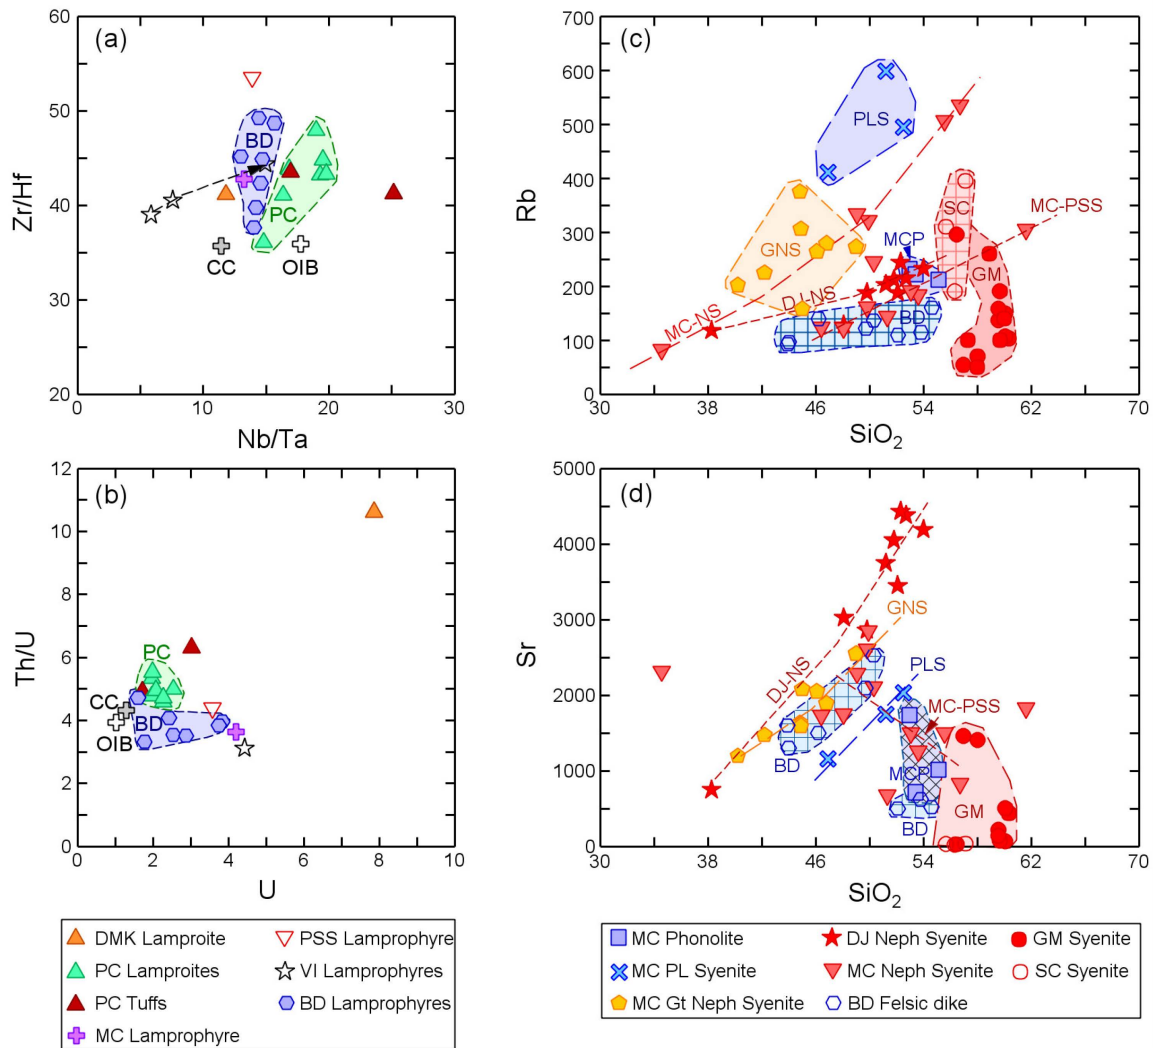 (a)
60
50
40
30
20
Zr/Hf
BD
PC
CC
OIB
0
10
20
30
Nb/Ta
(b)
12
10
8
6
4
2
0
Th/U
PC
CC
BD
OIB
0
2
4
6
8
10
U
(c)
700
600
500
400
300
200
100
0
Rb
PLS
SC
MC-PSS
MCP
GNS
GM
DJ-NS
MC-NS
BD
30
38
46
54
62
70
SiO₂
(d)
5000
4000
3000
2000
1000
0
Sr
GNS
PLS
DJ-NS
MC-PSS
BD
MCP
GM
BD
30
38
46
54
62
70
SiO₂
DMK Lamproite
PSS Lamprophyre
PC Lamproites
VI Lamprophyres
PC Tuffs
BD Lamprophyres
MC Lamprophyre
MC Phonolite
DJ Neph Syenite
GM Syenite
MC PL Syenite
MC Neph Syenite
SC Syenite
MC Gt Neph Syenite
BD Felsic dike